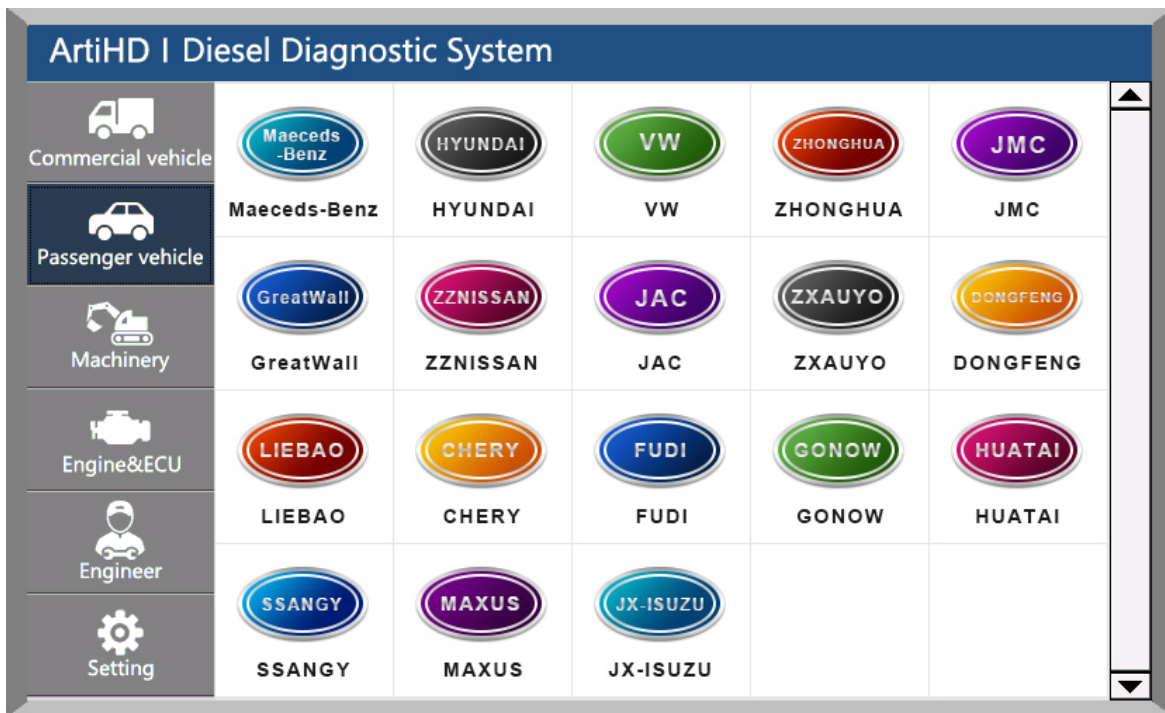 ArtiHD I Diesel Diagnostic System
Commercial vehicle
Passenger vehicle
Machinery
Engine&ECU
Engineer
Setting
Maeceds
-Benz
HYUNDAI
VW
ZHONGHUA
JMC
Maeceds-Benz
HYUNDAI
VW
ZHONGHUA
JMC
GreatWall
ZZNISSAN
JAC
ZXAUYO
DONGFENG
GreatWall
ZZNISSAN
JAC
ZXAUYO
DONGFENG
LIEBAO
CHERY
FUDI
GONOW
HUATAI
LIEBAO
CHERY
FUDI
GONOW
HUATAI
SSANGY
MAXUS
JX-ISUZU
SSANGY
MAXUS
JX-ISUZU